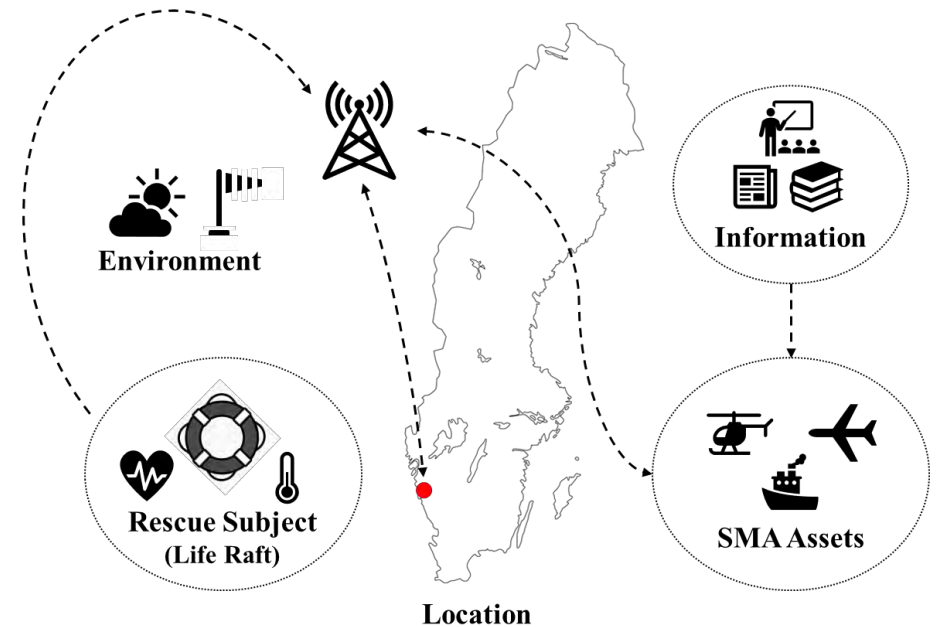 Environment
Information
Rescue Subject
(Life Raft)
SMA Assets
Location